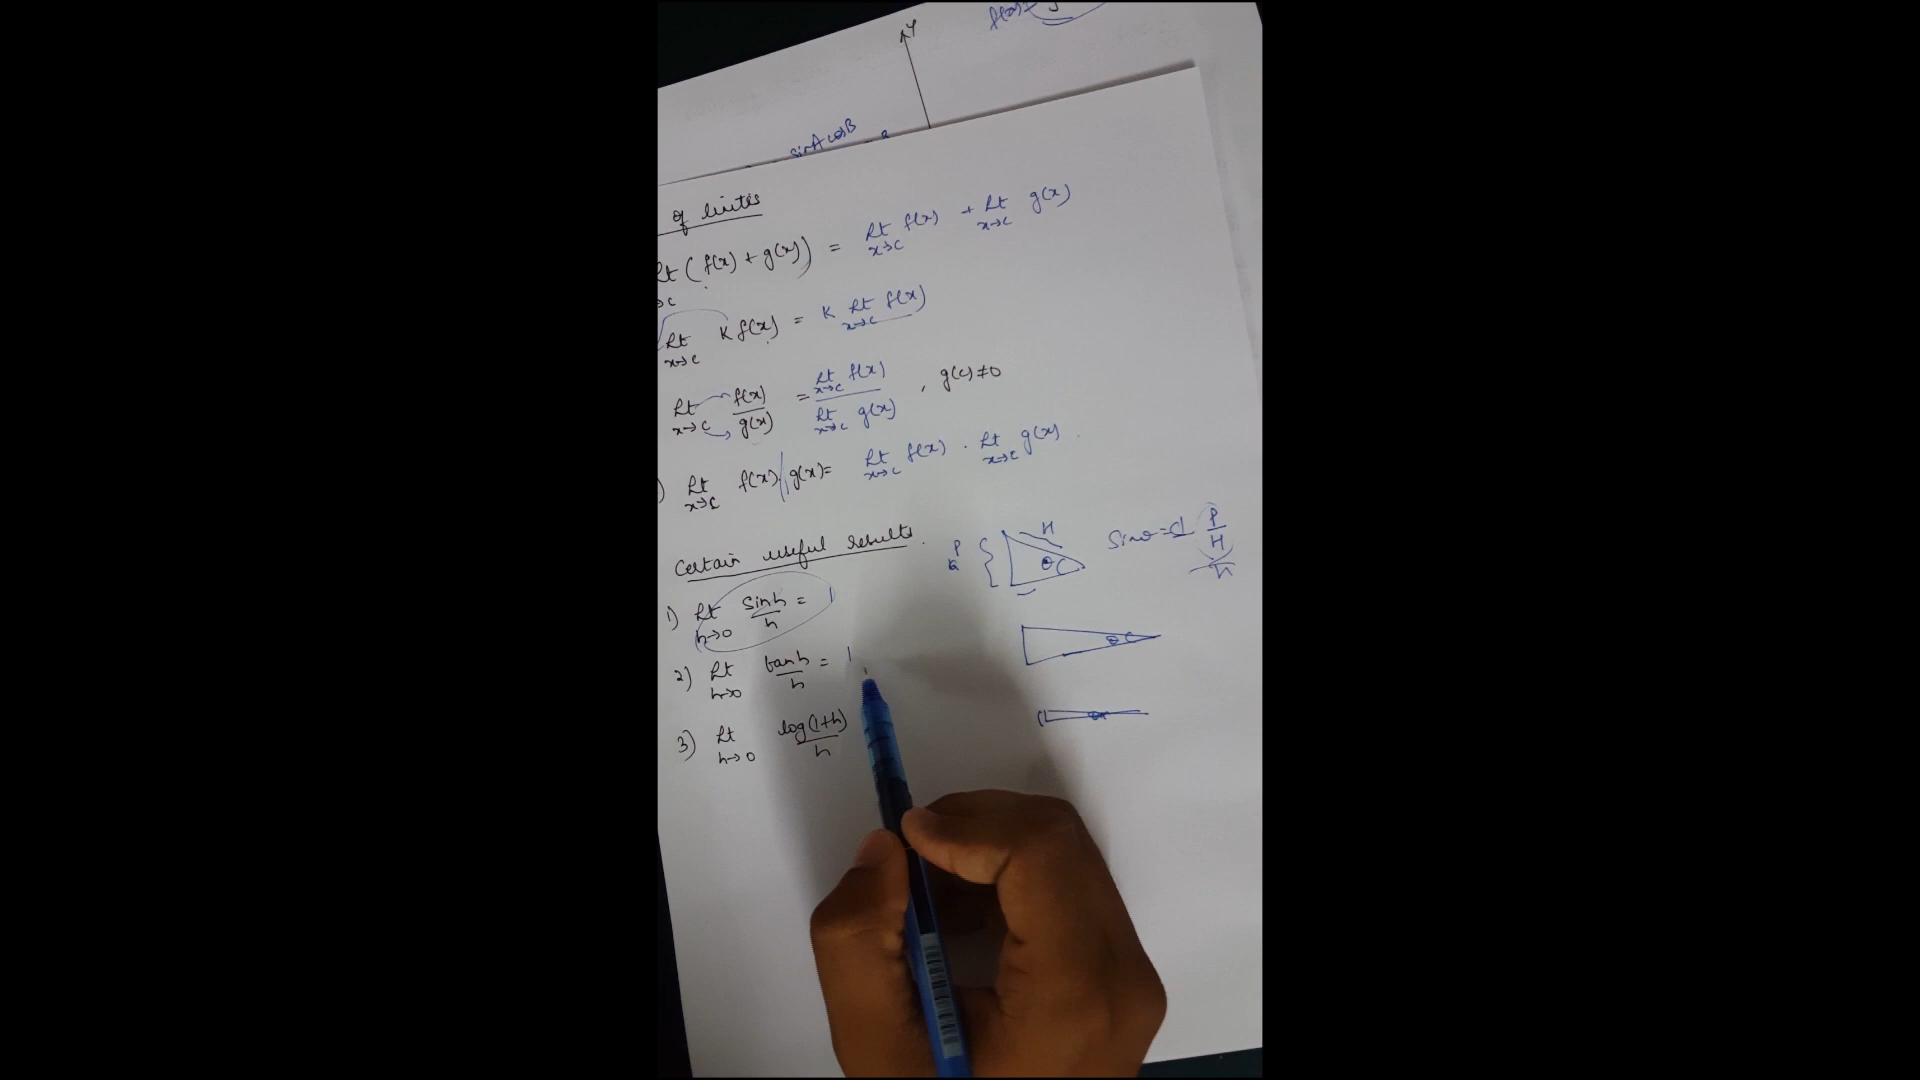 Y
sinA cosB
of limits
Lt (f(x) + g(x)) = Lt x→c f(x) + Lt x→c g(x)
Lt x→c K f(x) = K Lt x→c f(x)
Lt x→c f(x)/g(x) = Lt x→c f(x) / Lt x→c g(x) , g(c) ≠ 0
) Lt x→c f(x) g(x) = Lt x→c f(x) . Lt x→c g(x) .
Certain useful results.
1) Lt h→0 sinh/h = 1
2) Lt h→0 tanh/h = 1
3) Lt h→0 log(1+h)/h
P
H
θ
Sinθ = P/H
θ